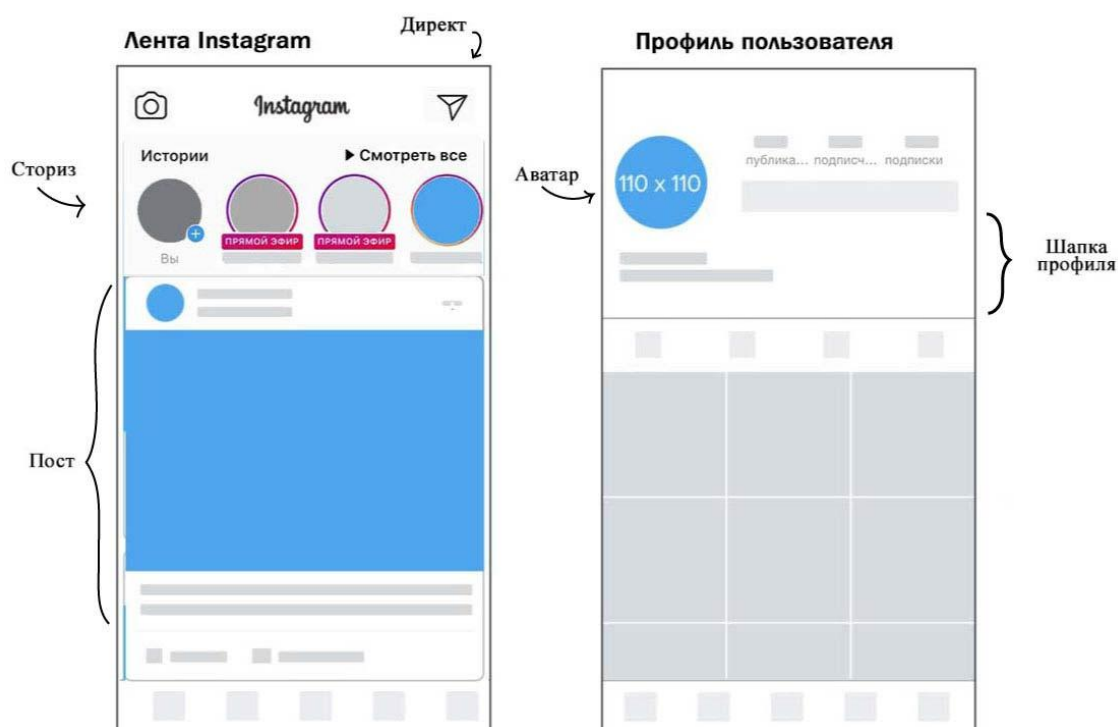 Лента Instagram
Директ
Instagram
Сториз
Истории
Смотреть все
ПРЯМОЙ ЭФИР
ПРЯМОЙ ЭФИР
Вы
Пост
Профиль пользователя
Аватар
110 x 110
публика... подписч... подписки
Шапка
профиля